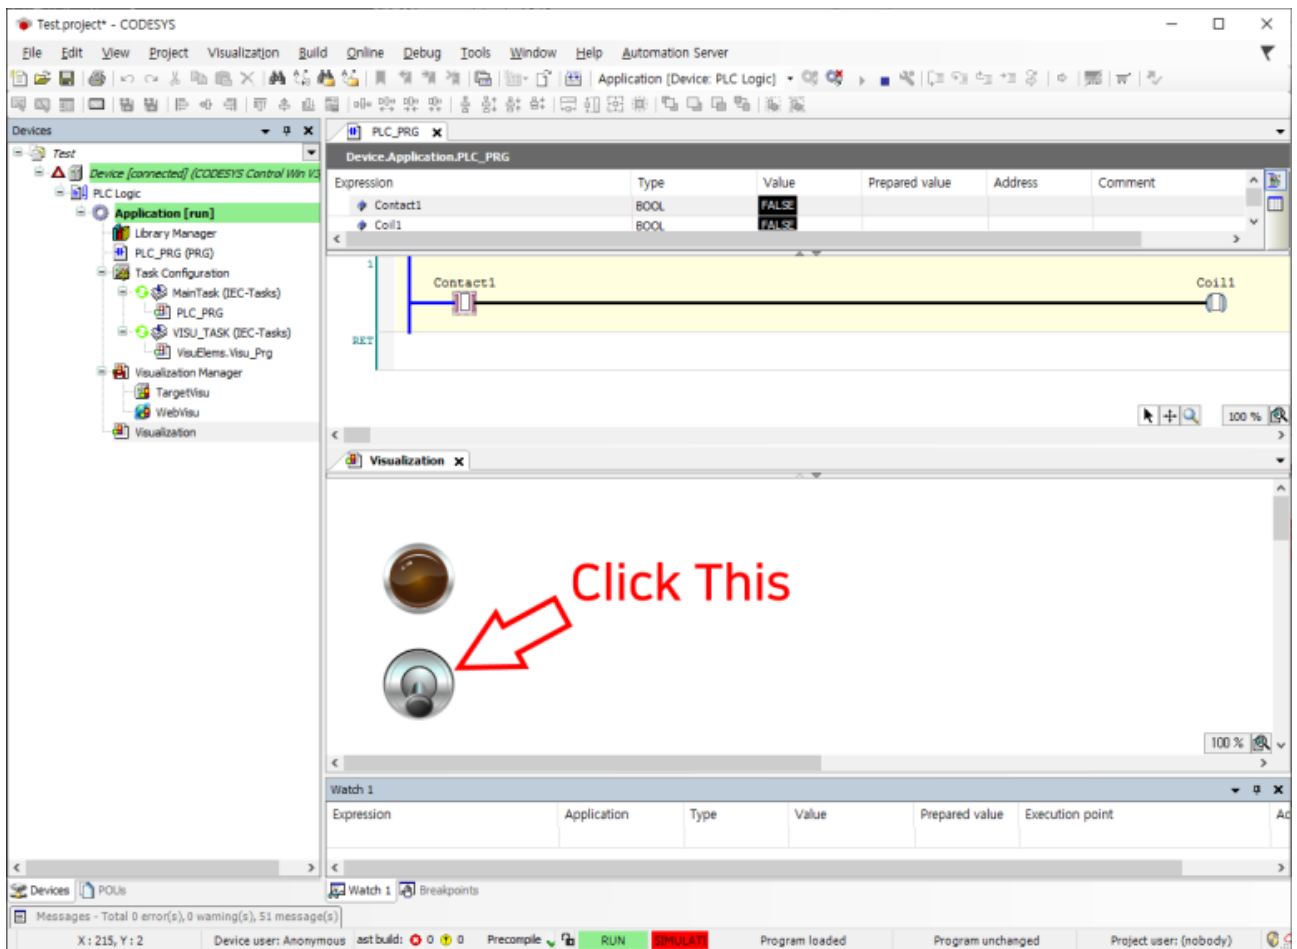 Test.project* - CODESYS
File Edit View Project Visualization Build Online Debug Tools Window Help Automation Server
Application [Device: PLC Logic]
Devices
Test
Device [connected] (CODESYS Control Win V3
PLC Logic
Application [run]
Library Manager
PLC_PRG (PRG)
Task Configuration
MainTask (IEC-Tasks)
PLC_PRG
VISU_TASK (IEC-Tasks)
VisuElems.Visu_Prg
Visualization Manager
TargetVisu
WebVisu
Visualization
Devices POUs
PLC_PRG
Device.Application.PLC_PRG
Expression Type Value Prepared value Address Comment
Contact1 BOOL FALSE
Coil1 BOOL FALSE
1
Contact1 Coil1
RET
100 %
Visualization
Click This
100 %
Watch 1
Expression Application Type Value Prepared value Execution point Ad
Watch 1 Breakpoints
Messages - Total 0 error(s), 0 warning(s), 51 message(s)
X: 215, Y: 2 Device user: Anonymous ast build: 0 0 Precompile RUN SIMULATI Program loaded Program unchanged Project user: (nobody)